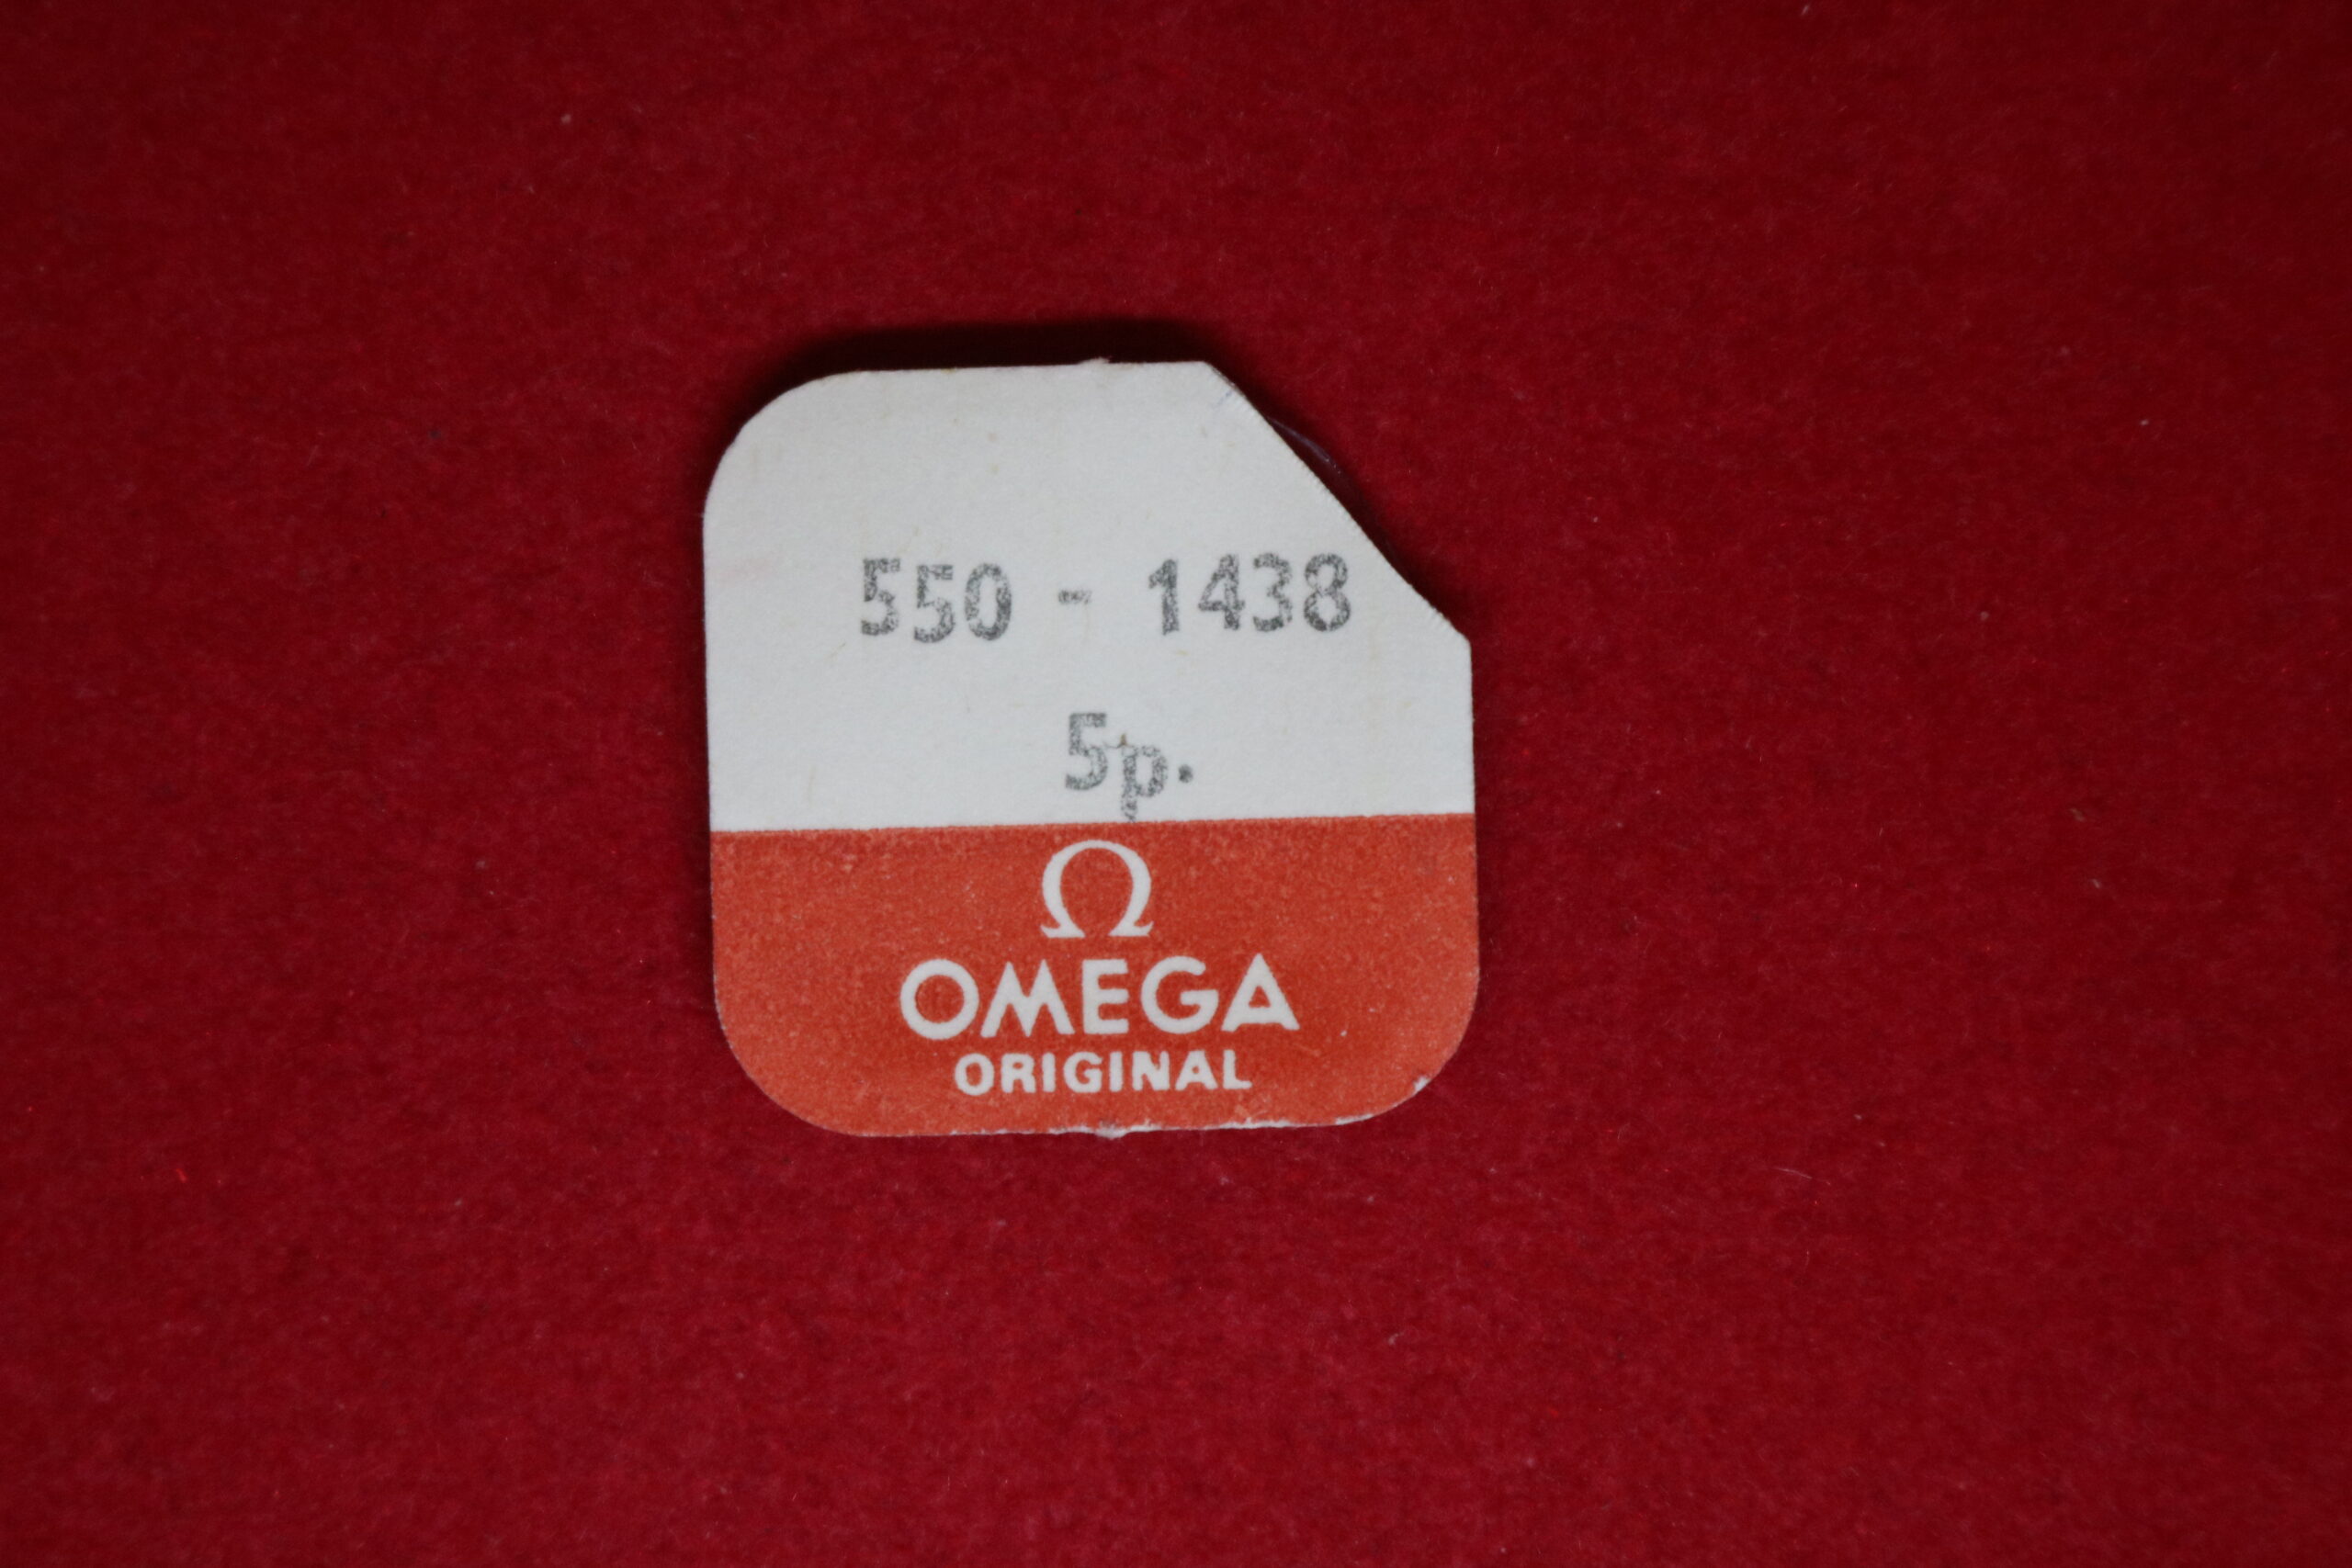 550 - 1438
5p.
Ω
OMEGA
ORIGINAL